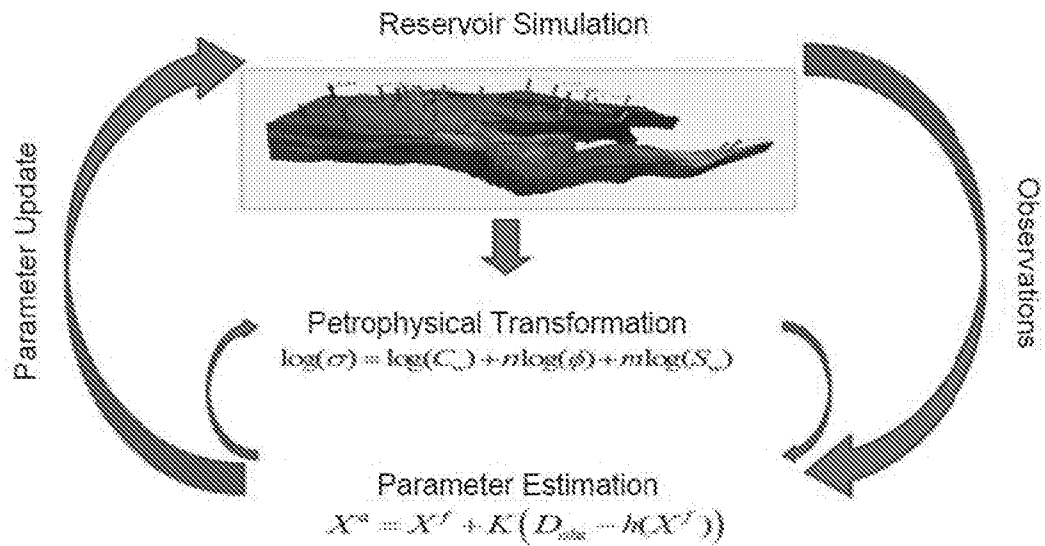 Reservoir Simulation
Parameter Update
Observations
Petrophysical Transformation
log(σ) = log(C_w) + n log(ϕ) + m log(S_w)
Parameter Estimation
X^a = X^f + K(D_obs − h(X^f))